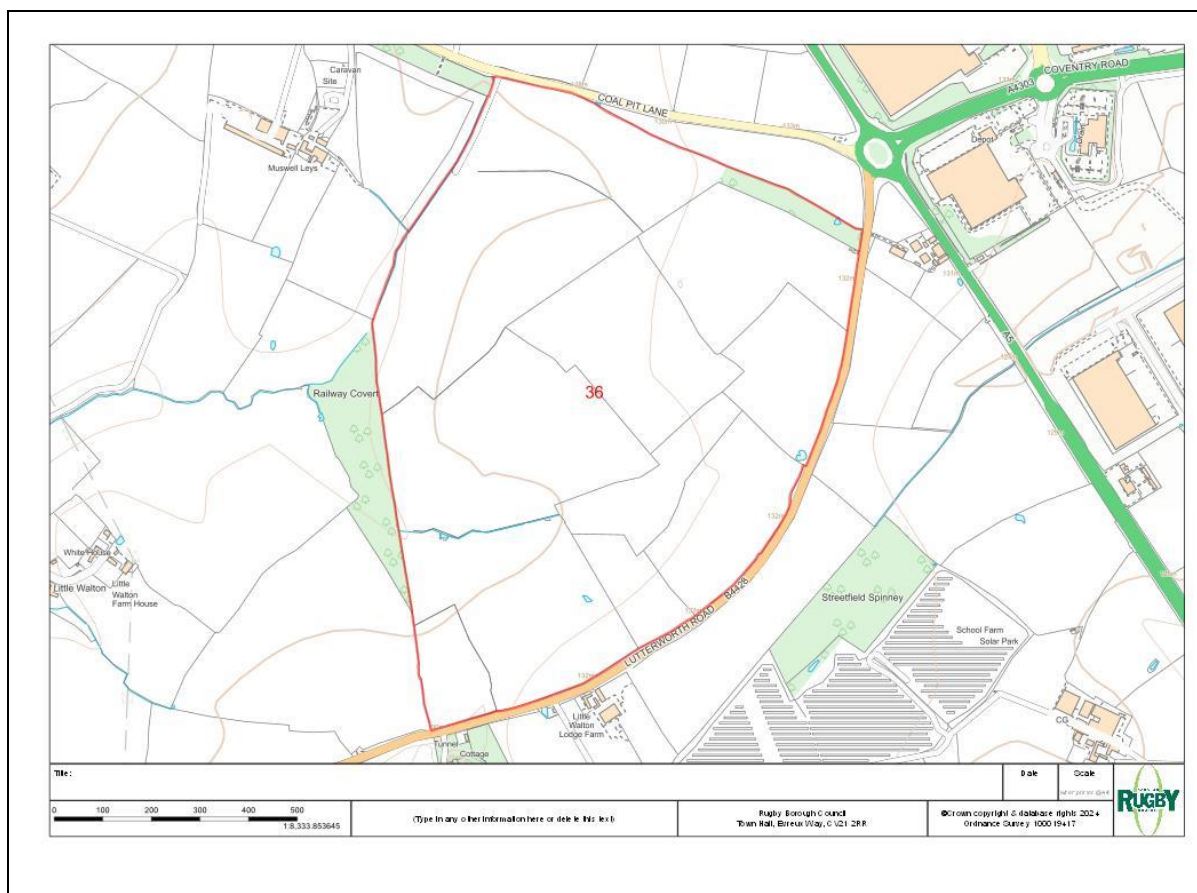 Caravan
Site
Muswell Leys
COAL PIT LANE
COVENTRY ROAD
A4303
Depot
132m
A5
36
Railway Covert
White House
Little Walton
Little
Walton
Farm House
132m
LUTTERWORTH ROAD
B4428
132m
132m
Streetfield Spinney
School Farm
Solar Park
Little
Walton
Lodge Farm
CG
Tunnel
Cottage
Title:
Date
Scale
0 100 200 300 400 500
1:8,333.853645
(Type in any other information here or delete this text)
Rugby Borough Council
Town Hall, Evreux Way, CV21 2RR
©Crown copyright & database rights 2024
Ordnance Survey 100019417
RUGBY